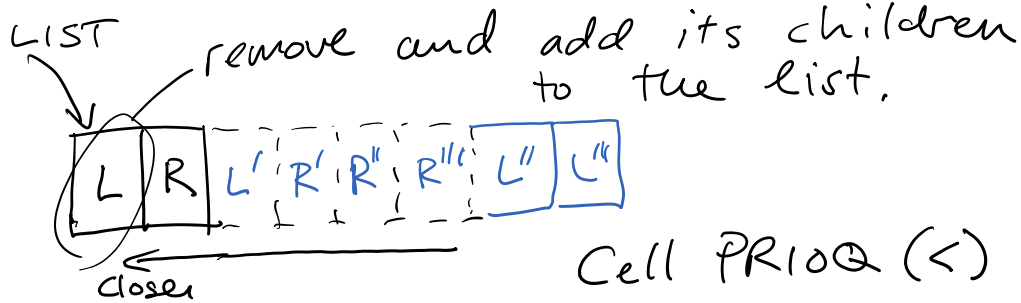 LIST
remove and add its children
to the list.
L R L' R' R" R''' L" L'''
closer
Cell PRIOQ (<)